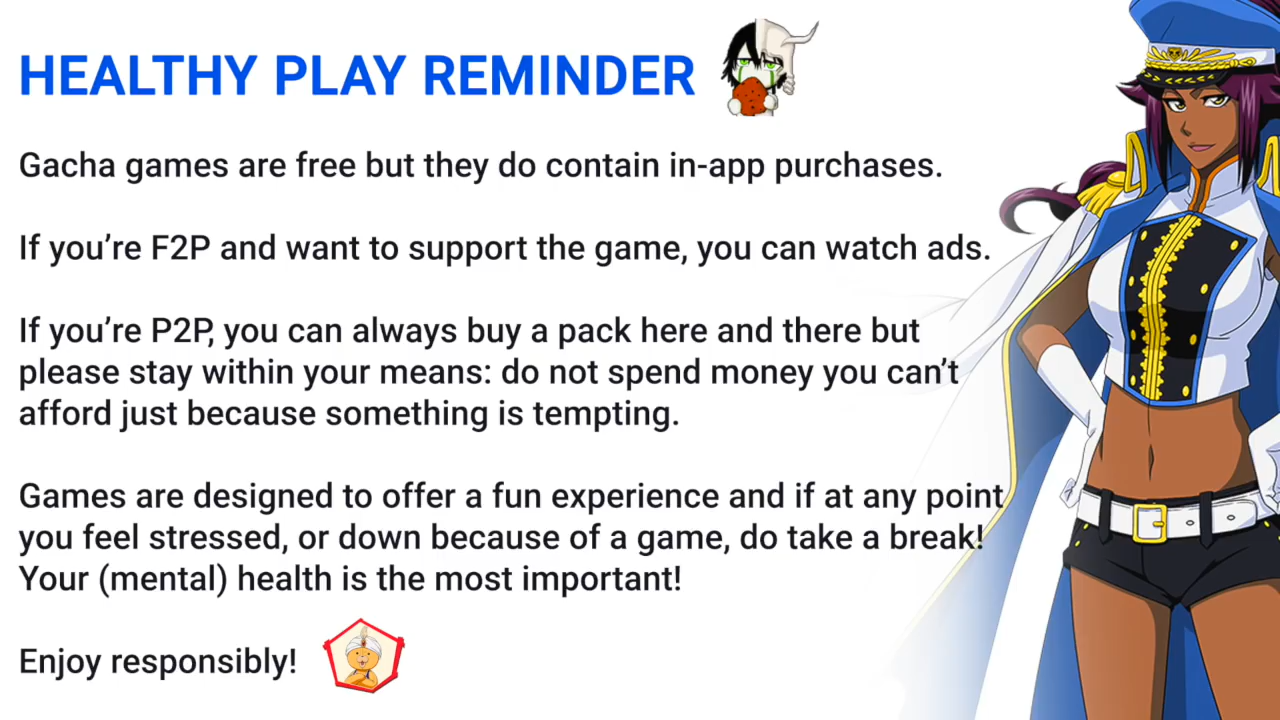 HEALTHY PLAY REMINDER
Gacha games are free but they do contain in-app purchases.
If you’re F2P and want to support the game, you can watch ads.
If you’re P2P, you can always buy a pack here and there but
please stay within your means: do not spend money you can’t
afford just because something is tempting.
Games are designed to offer a fun experience and if at any point
you feel stressed, or down because of a game, do take a break!
Your (mental) health is the most important!
Enjoy responsibly!